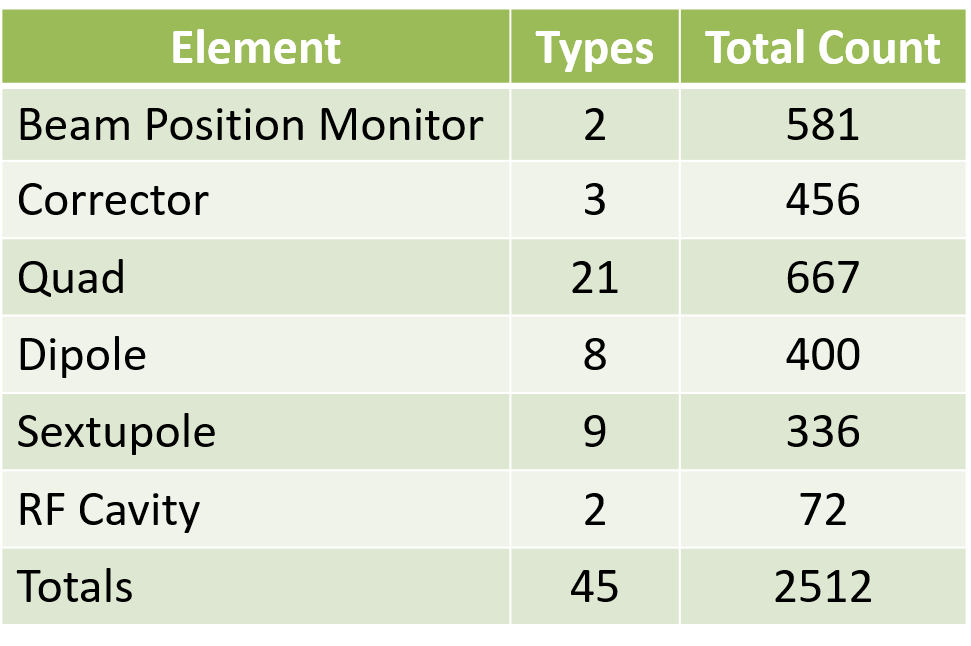 Element Types Total Count
Beam Position Monitor 2 581
Corrector 3 456
Quad 21 667
Dipole 8 400
Sextupole 9 336
RF Cavity 2 72
Totals 45 2512